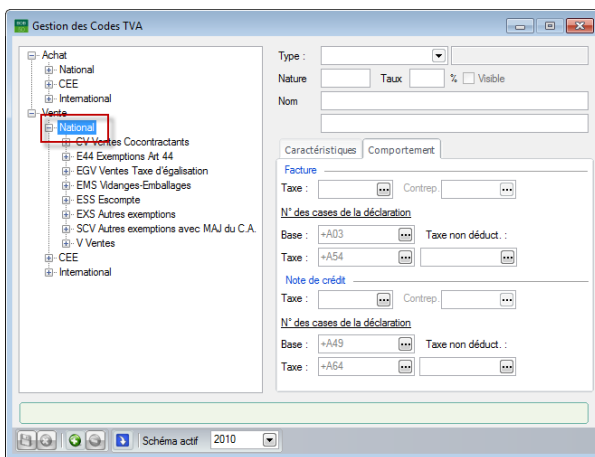 Gestion des Codes TVA
Achat
National
CEE
International
Vente
National
CV Ventes Cocontractants
E44 Exemptions Art 44
EGV Ventes Taxe d'égalisation
EMS Vidanges-Emballages
ESS Escompte
EXS Autres exemptions
SCV Autres exemptions avec MAJ du C.A.
V Ventes
CEE
International
Type :
Nature Taux % Visible
Nom
Caractéristiques Comportement
Facture
Taxe : ... Contrep. ...
N° des cases de la déclaration
Base : +A03 ... Taxe non déduct. :
Taxe : +A54 ... ...
Note de crédit
Taxe : ... Contrep. ...
N° des cases de la déclaration
Base : +A49 ... Taxe non déduct. :
Taxe : +A64 ... ...
Schéma actif 2010